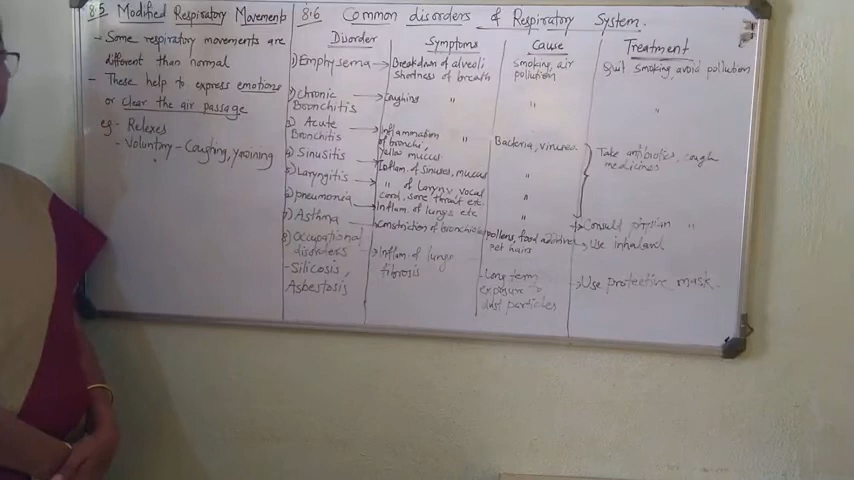 8.5 Modified Respiratory Movements
- Some respiratory movements are
different than normal
- These help to express emotions
or clear the air passage
eg - Relexes
- Voluntary - Coughing, yawining
8.6 Common disorders of Respiratory System.
Disorder Symptoms Cause Treatment
1) Emphysema → Breakdown of alveoli smoking, air Quit smoking, avoid pollution
shortness of breath pollution
2) Chronic → Coughing " " "
Bronchitis
3) Acute → Inflammation " Bacteria, viruses
Bronchitis of bronchi,
yellow mucus Take antibiotics, cough
4) Sinusitis → Inflam. of sinuses, mucus " medicines
5) Laryngitis → " of Larynx vocal
cord, sore throat etc. "
6) pneumonia → Inflam. of lungs etc "
7) Asthma → constriction of bronchioles pollens, food additives → Consult "
pet hairs → Use
8) Occupational → Inflam. of lungs
disorders fibrosis
- Silicosis, - Long term → Use protective mask.
Asbestosis exposure to
dust particles